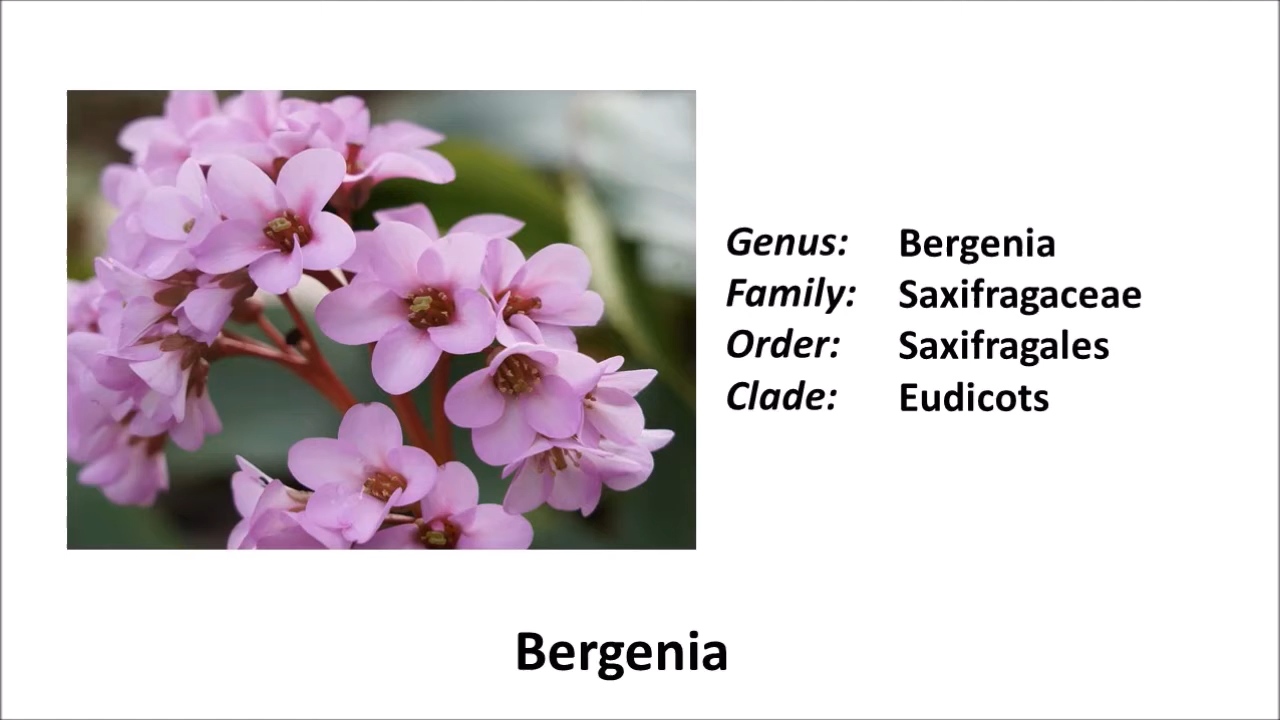 Genus: Bergenia
Family: Saxifragaceae
Order: Saxifragales
Clade: Eudicots
Bergenia